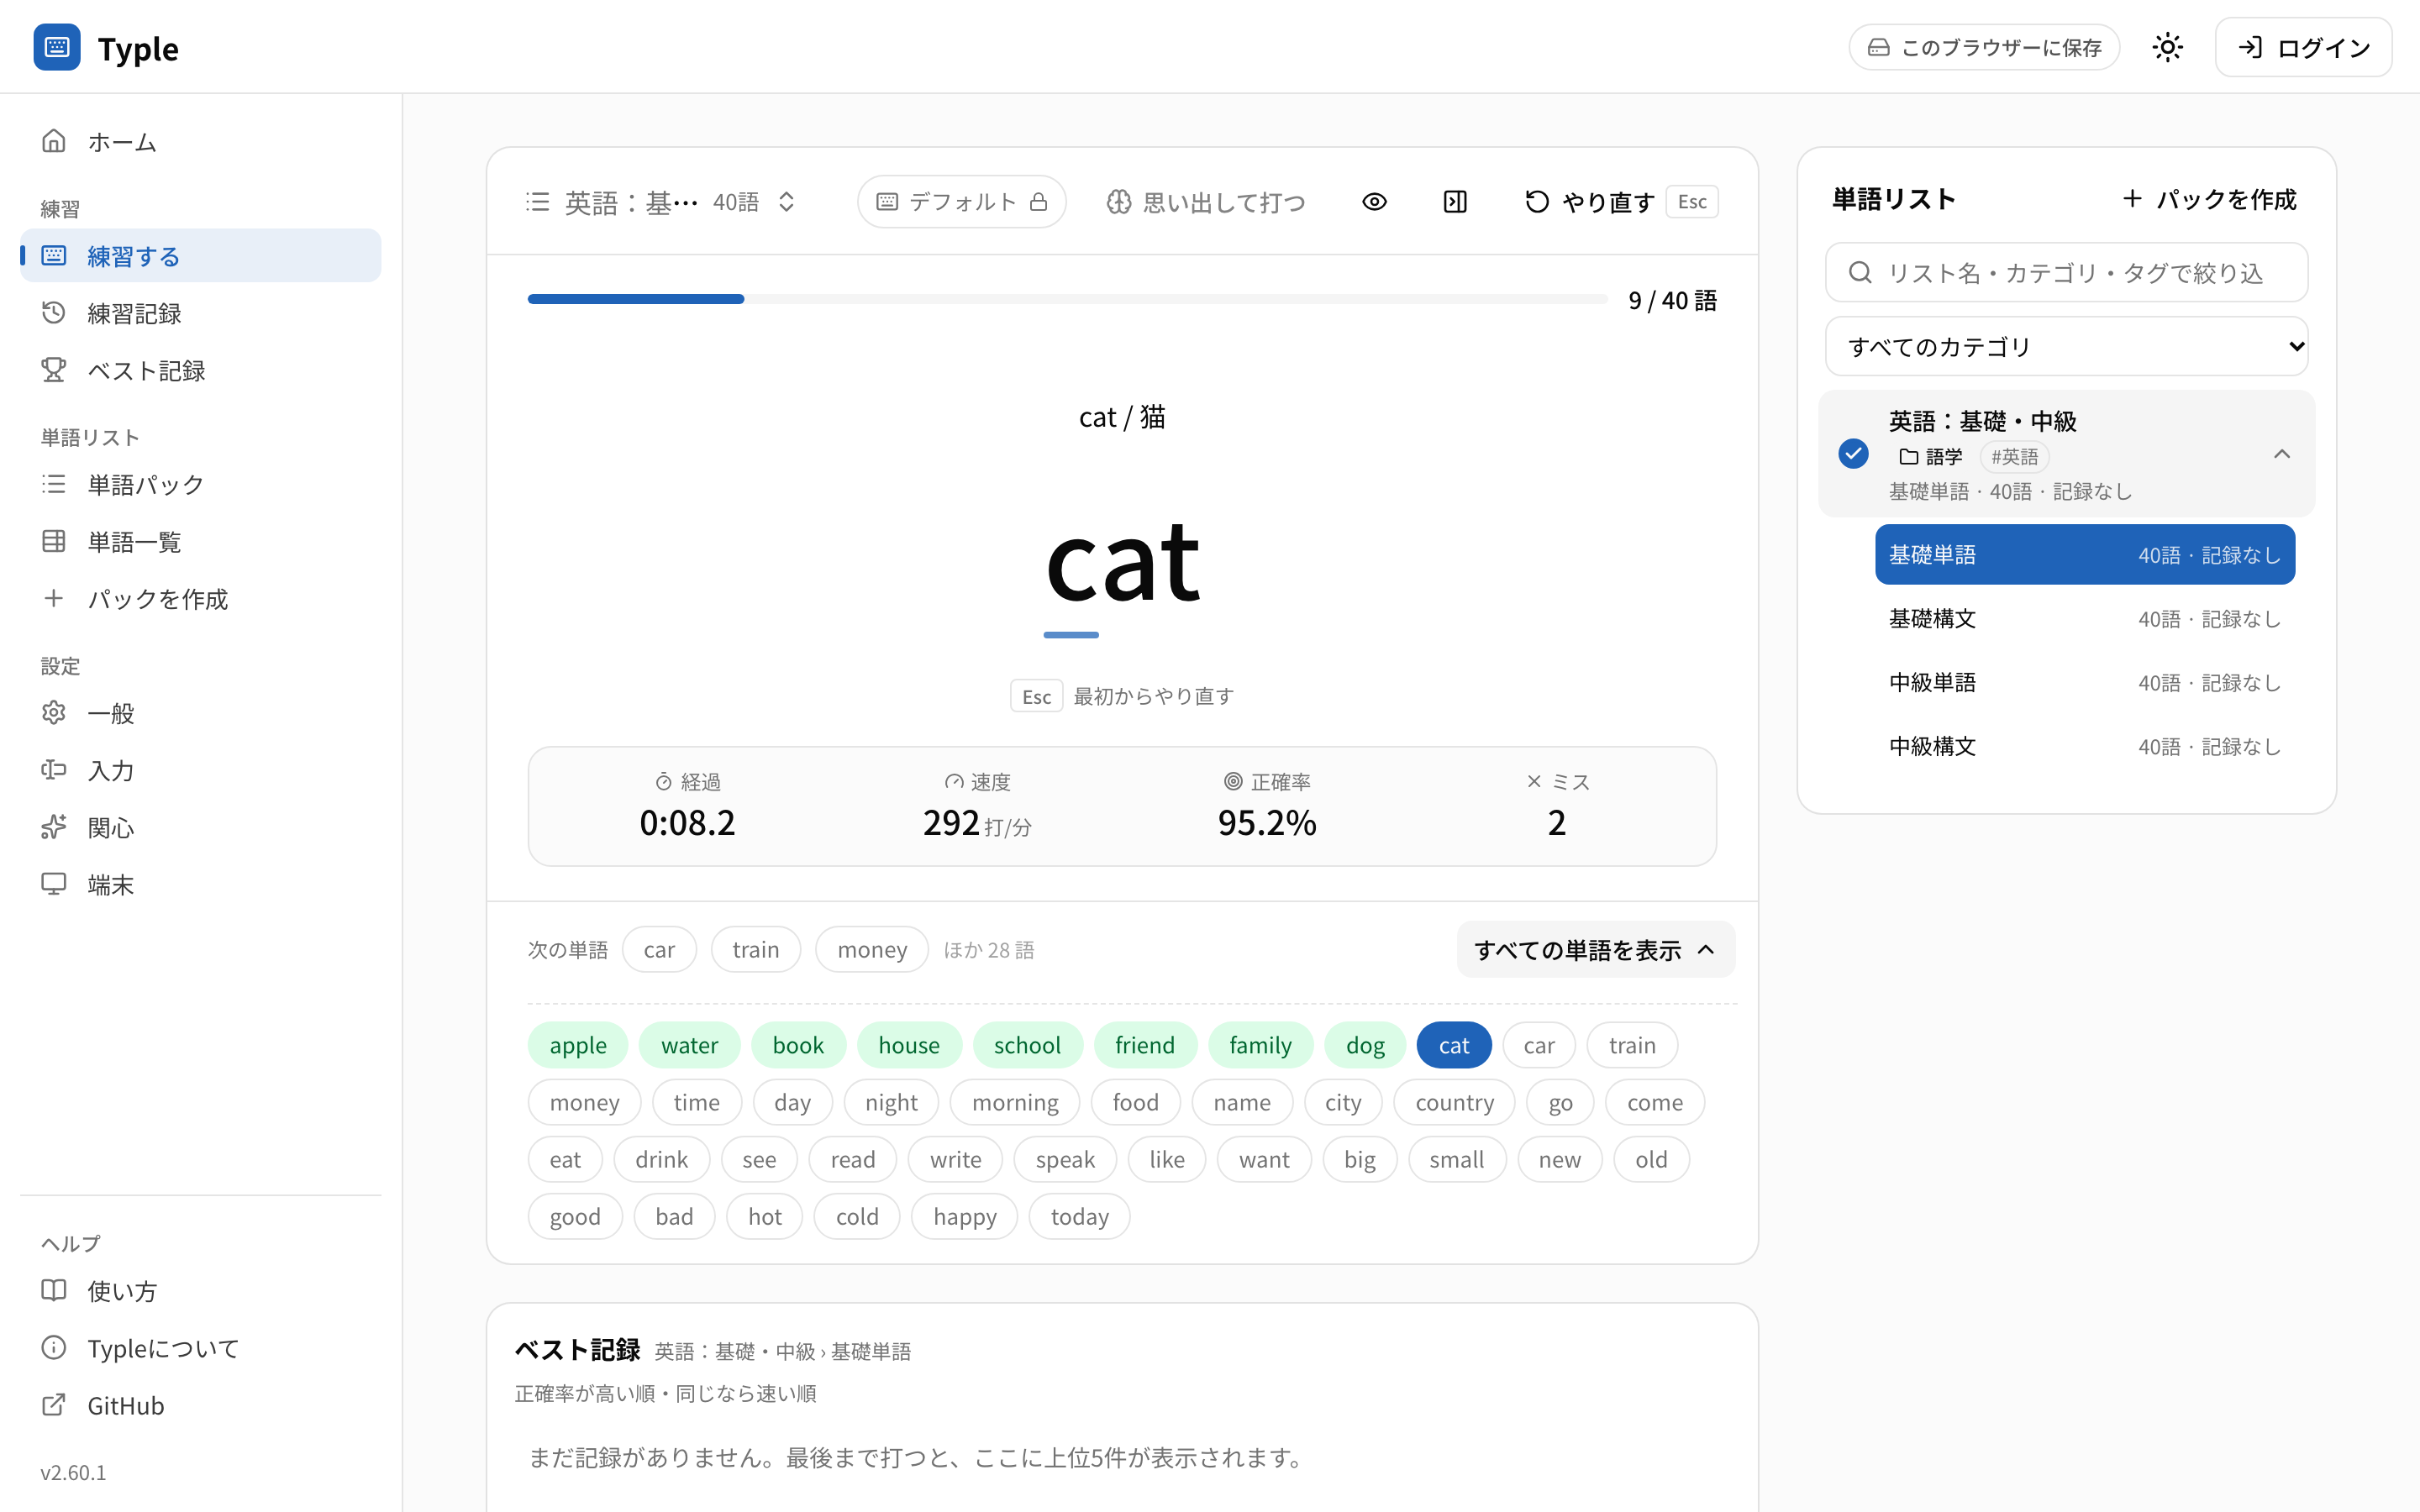 Typle
このブラウザーに保存
ログイン
ホーム
練習
練習する
練習記録
ベスト記録
単語リスト
単語パック
単語一覧
パックを作成
設定
一般
入力
関心
端末
ヘルプ
使い方
Typleについて
GitHub
v2.60.1
英語：基… 40語
デフォルト
思い出して打つ
やり直す Esc
9 / 40 語
cat / 猫
cat
Esc 最初からやり直す
経過 速度 正確率 ミス
0:08.2 292 打/分 95.2% 2
次の単語 car train money ほか 28 語 すべての単語を表示
apple water book house school friend family dog cat car train
money time day night morning food name city country go come
eat drink see read write speak like want big small new old
good bad hot cold happy today
ベスト記録 英語：基礎・中級 › 基礎単語
正確率が高い順・同じなら速い順
まだ記録がありません。最後まで打つと、ここに上位5件が表示されます。
単語リスト パックを作成
リスト名・カテゴリ・タグで絞り込
すべてのカテゴリ
英語：基礎・中級
語学 #英語
基礎単語 · 40語 · 記録なし
基礎単語 40語 · 記録なし
基礎構文 40語 · 記録なし
中級単語 40語 · 記録なし
中級構文 40語 · 記録なし